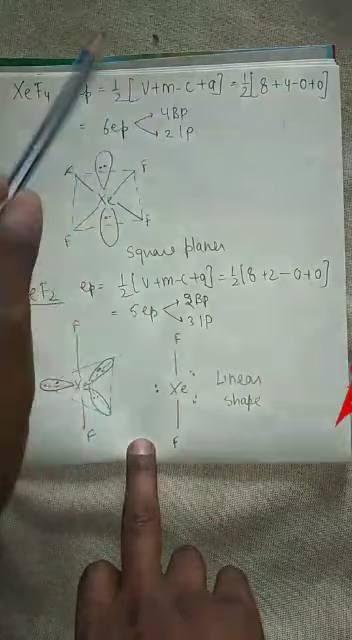 XeF4 ep = 1/2 [V+m-c+a] = 1/2 [8+4-0+0]
= 6ep 4BP
2 lP
F F
Xe
F F
square planer
eF2 ep = 1/2 [V+m-c+a] = 1/2 [8+2-0+0]
= 5ep 2BP
3 lP
F F
Xe : Xe : Linear
shape
F F